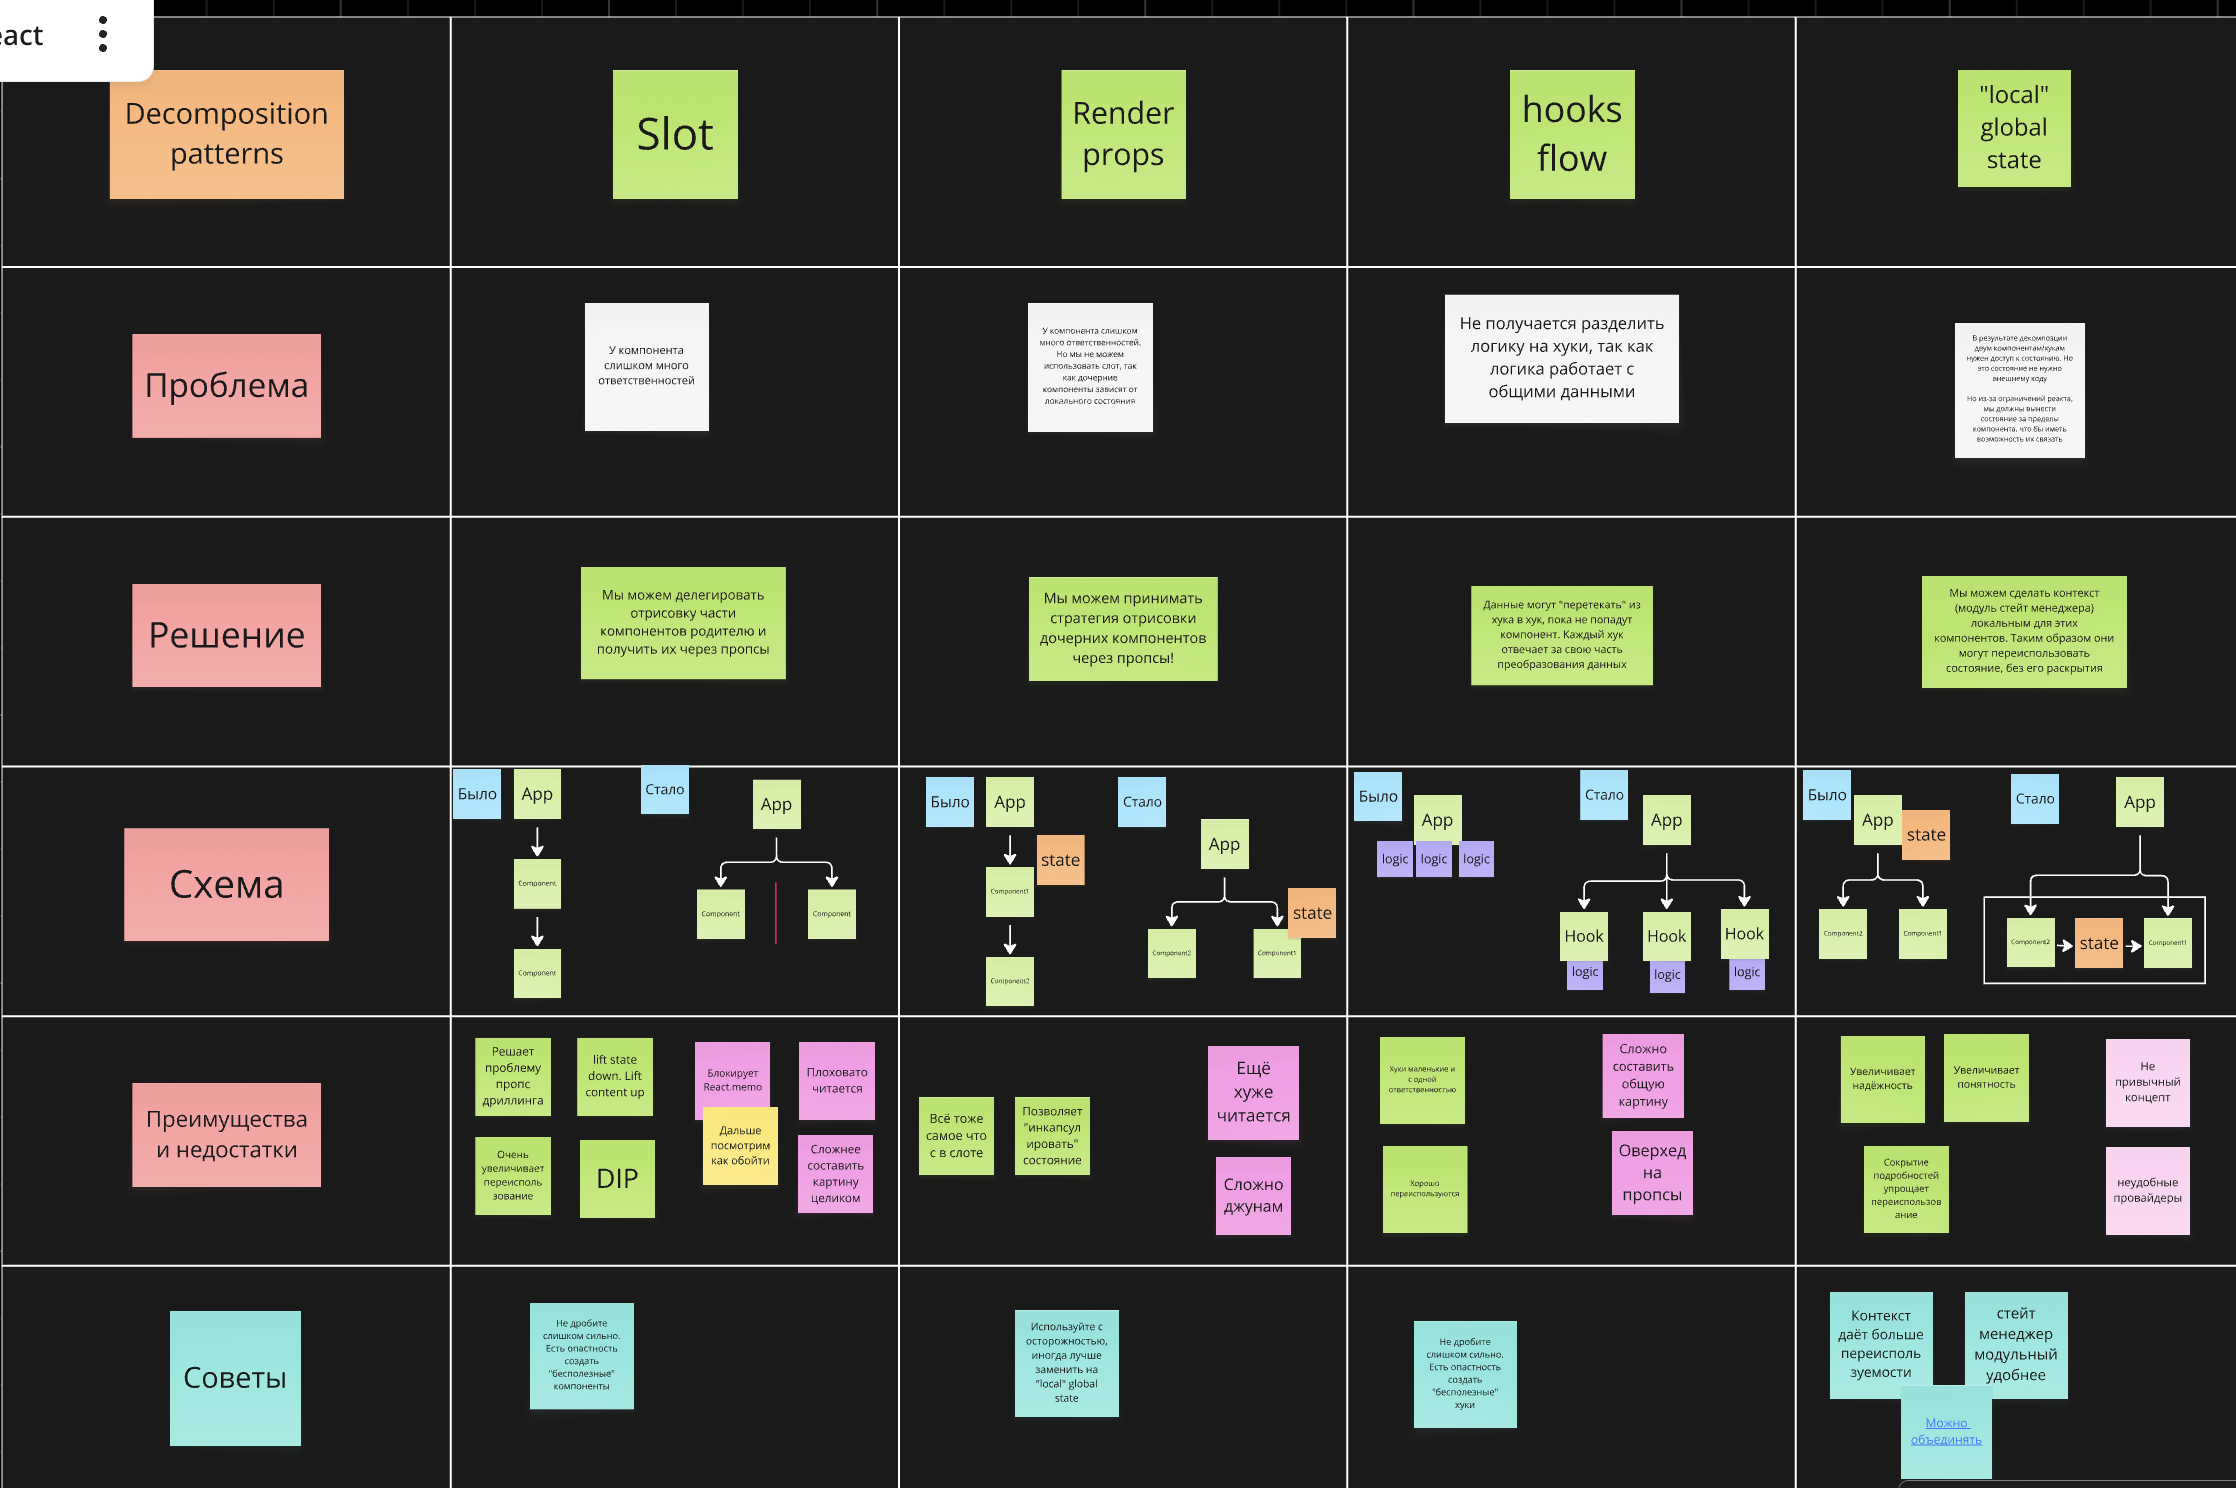 eact
Decomposition
patterns
Slot
Render
props
hooks
flow
"local"
global
state
Проблема
У компонента
слишком много
ответственностей
У компонента слишком
много ответственностей.
Но мы не можем
использовать слот, так
как дочерние
компоненты зависят от
локального состояния
Не получается разделить
логику на хуки, так как
логика работает с
общими данными
В результате декомпозции
двум компонентам/хукам
нужен доступ к состоянию. Но
это состояние не нужно
внешнему коду
Но из-за ограничений реакта,
мы должны вынести
состояние за пределы
компонента, что бы иметь
возможность их связать
Решение
Мы можем делегировать
отрисовку части
компонентов родителю и
получить их через пропсы
Мы можем принимать
стратегия отрисовки
дочерних компонентов
через пропсы!
Данные могут "перетекать" из
хука в хук, пока не попадут
компонент. Каждый хук
отвечает за свою часть
преобразования данных
Мы можем сделать контекст
(модуль стейт менеджера)
локальным для этих
компонентов. Таким образом они
могут переиспользовать
состояние, без его раскрытия
Схема
Было
App
Component
Component
Стало
App
Component
Component
Было
App
state
Component1
Component2
Стало
App
state
Component2
Component1
Было
App
logic
logic
logic
Стало
App
Hook
Hook
Hook
logic
logic
logic
Было
App
state
Component2
Component1
Стало
App
Component2
state
Component1
Преимущества
и недостатки
Решает
проблему
пропс
дриллинга
lift state
down. Lift
content up
Блокирует
React.memo
Плоховато
читается
Очень
увеличивает
переисполь
зование
DIP
Дальше
посмотрим
как обойти
Сложнее
составить
картину
целиком
Всё тоже
самое что
с в слоте
Позволяет
"инкапсул
ировать"
состояние
Ещё
хуже
читается
Сложно
джунам
Хуки маленькие и
с одной
ответственностью
Хорошо
переиспользуются
Сложно
составить
общую
картину
Оверхед
на
пропсы
Увеличивает
надёжность
Увеличивает
понятность
Не
привычный
концепт
Сокрытие
подробностей
упрощает
переиспользов
ание
неудобные
провайдеры
Советы
Не дробите
слишком сильно.
Есть опастность
создать
"бесполезные"
компоненты
Используйте с
осторожностью,
иногда лучше
заменить на
"local" global
state
Не дробите
слишком сильно.
Есть опастность
создать
"бесполезные"
хуки
Контекст
даёт больше
переисполь
зуемости
стейт
менеджер
модульный
удобнее
Можно
объединять